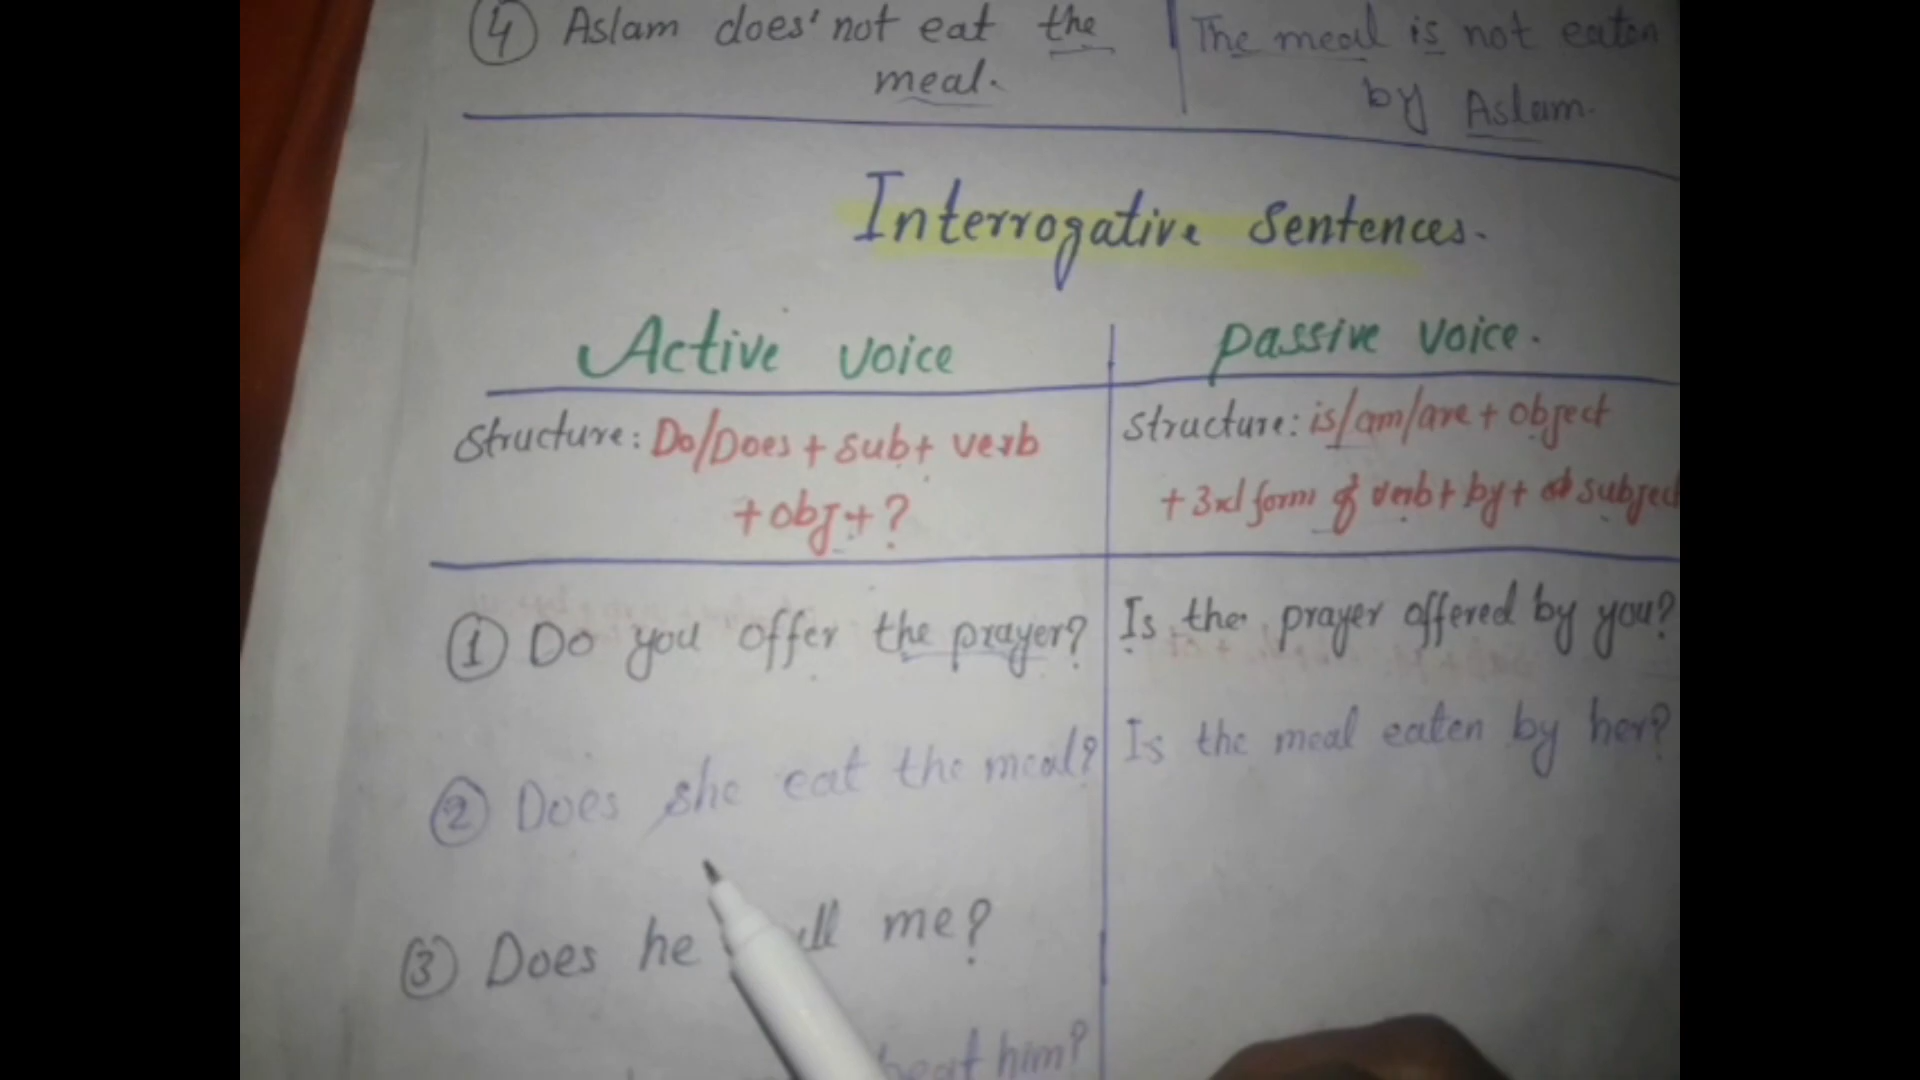 4 Aslam does' not eat the
meal.
The meal is not eaten
by Aslam.
Interrogative Sentences.
Active voice
passive voice.
Structure: Do/Does + sub + verb
+ obj + ?
Structure: is/am/are + object
+ 3rd form of verb + by + subject
1 Do you offer the prayer?
Is the prayer offered by you?
2 Does she eat the meal?
Is the meal eaten by her?
3 Does he me?
beat him?